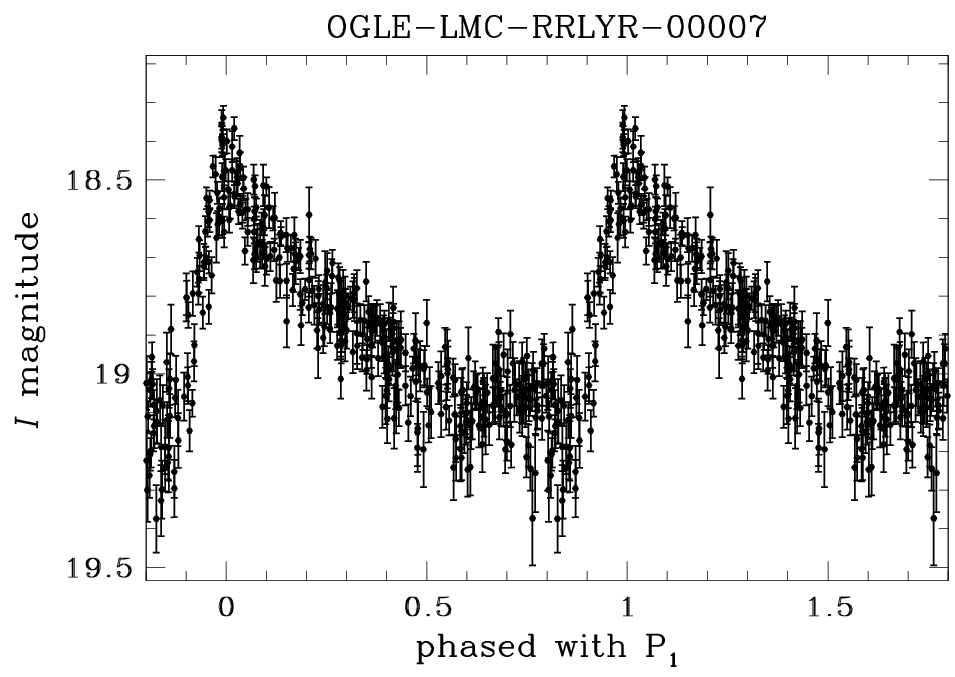 OGLE-LMC-RRLYR-00007
18.5
19
19.5
I magnitude
0 0.5 1 1.5
phased with P₁